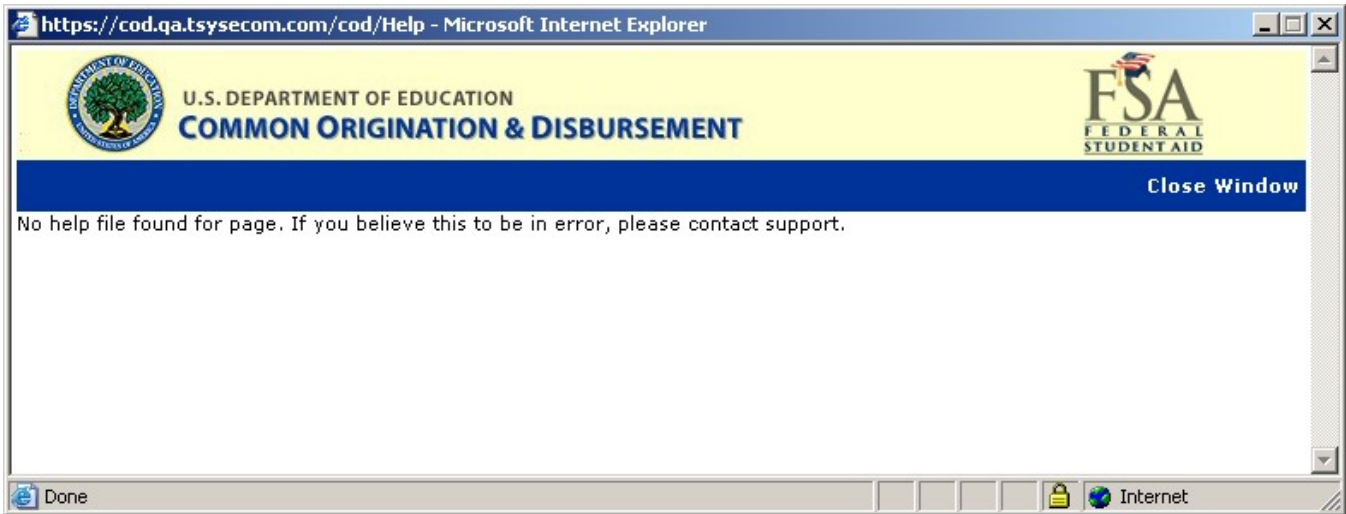 https://cod.qa.tsysecom.com/cod/Help - Microsoft Internet Explorer
U.S. DEPARTMENT OF EDUCATION
COMMON ORIGINATION & DISBURSEMENT
FSA
FEDERAL
STUDENT AID
Close Window
No help file found for page. If you believe this to be in error, please contact support.
Done
Internet